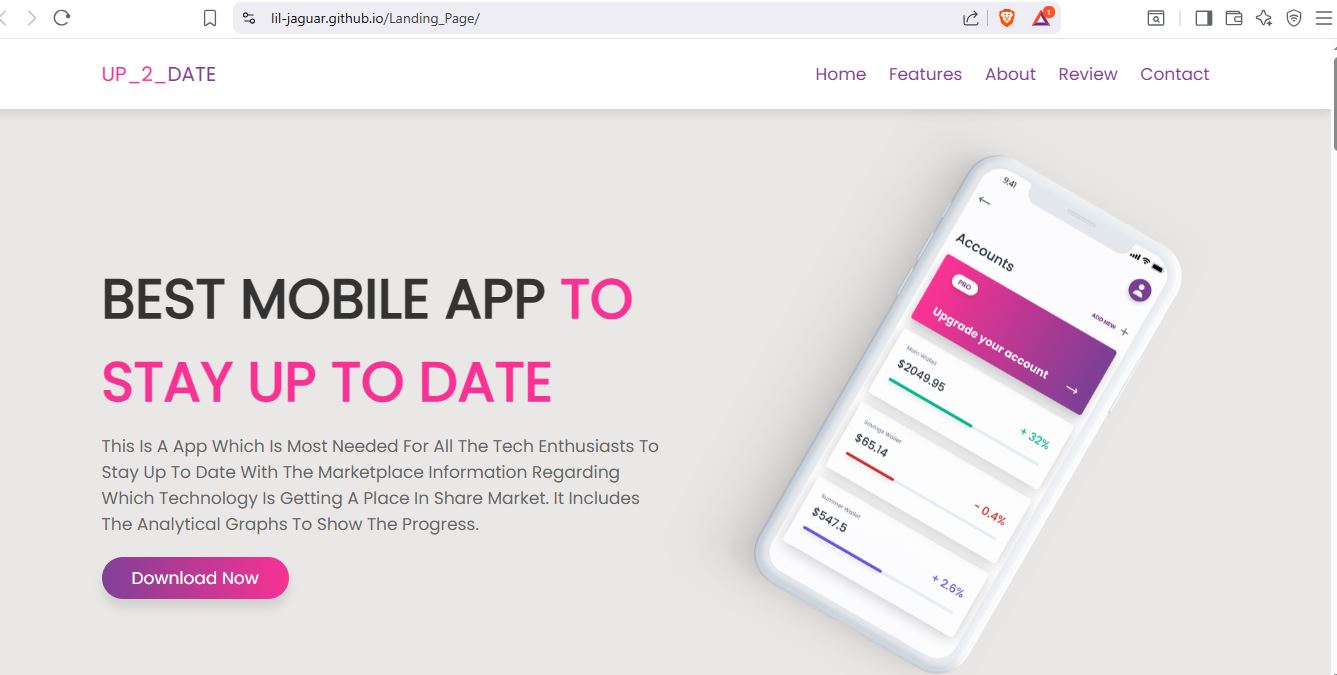 lil-jaguar.github.io/Landing_Page/
1
UP_2_DATE
Home Features About Review Contact
BEST MOBILE APP TO
STAY UP TO DATE
This Is A App Which Is Most Needed For All The Tech Enthusiasts To
Stay Up To Date With The Marketplace Information Regarding
Which Technology Is Getting A Place In Share Market. It Includes
The Analytical Graphs To Show The Progress.
Download Now
9:41
Accounts
ADD NEW +
PRO
Upgrade your account
Main Wallet
$2049.95
+ 32%
Savings Wallet
$65.14
- 0.4%
Summer Wallet
$547.5
+ 2.6%